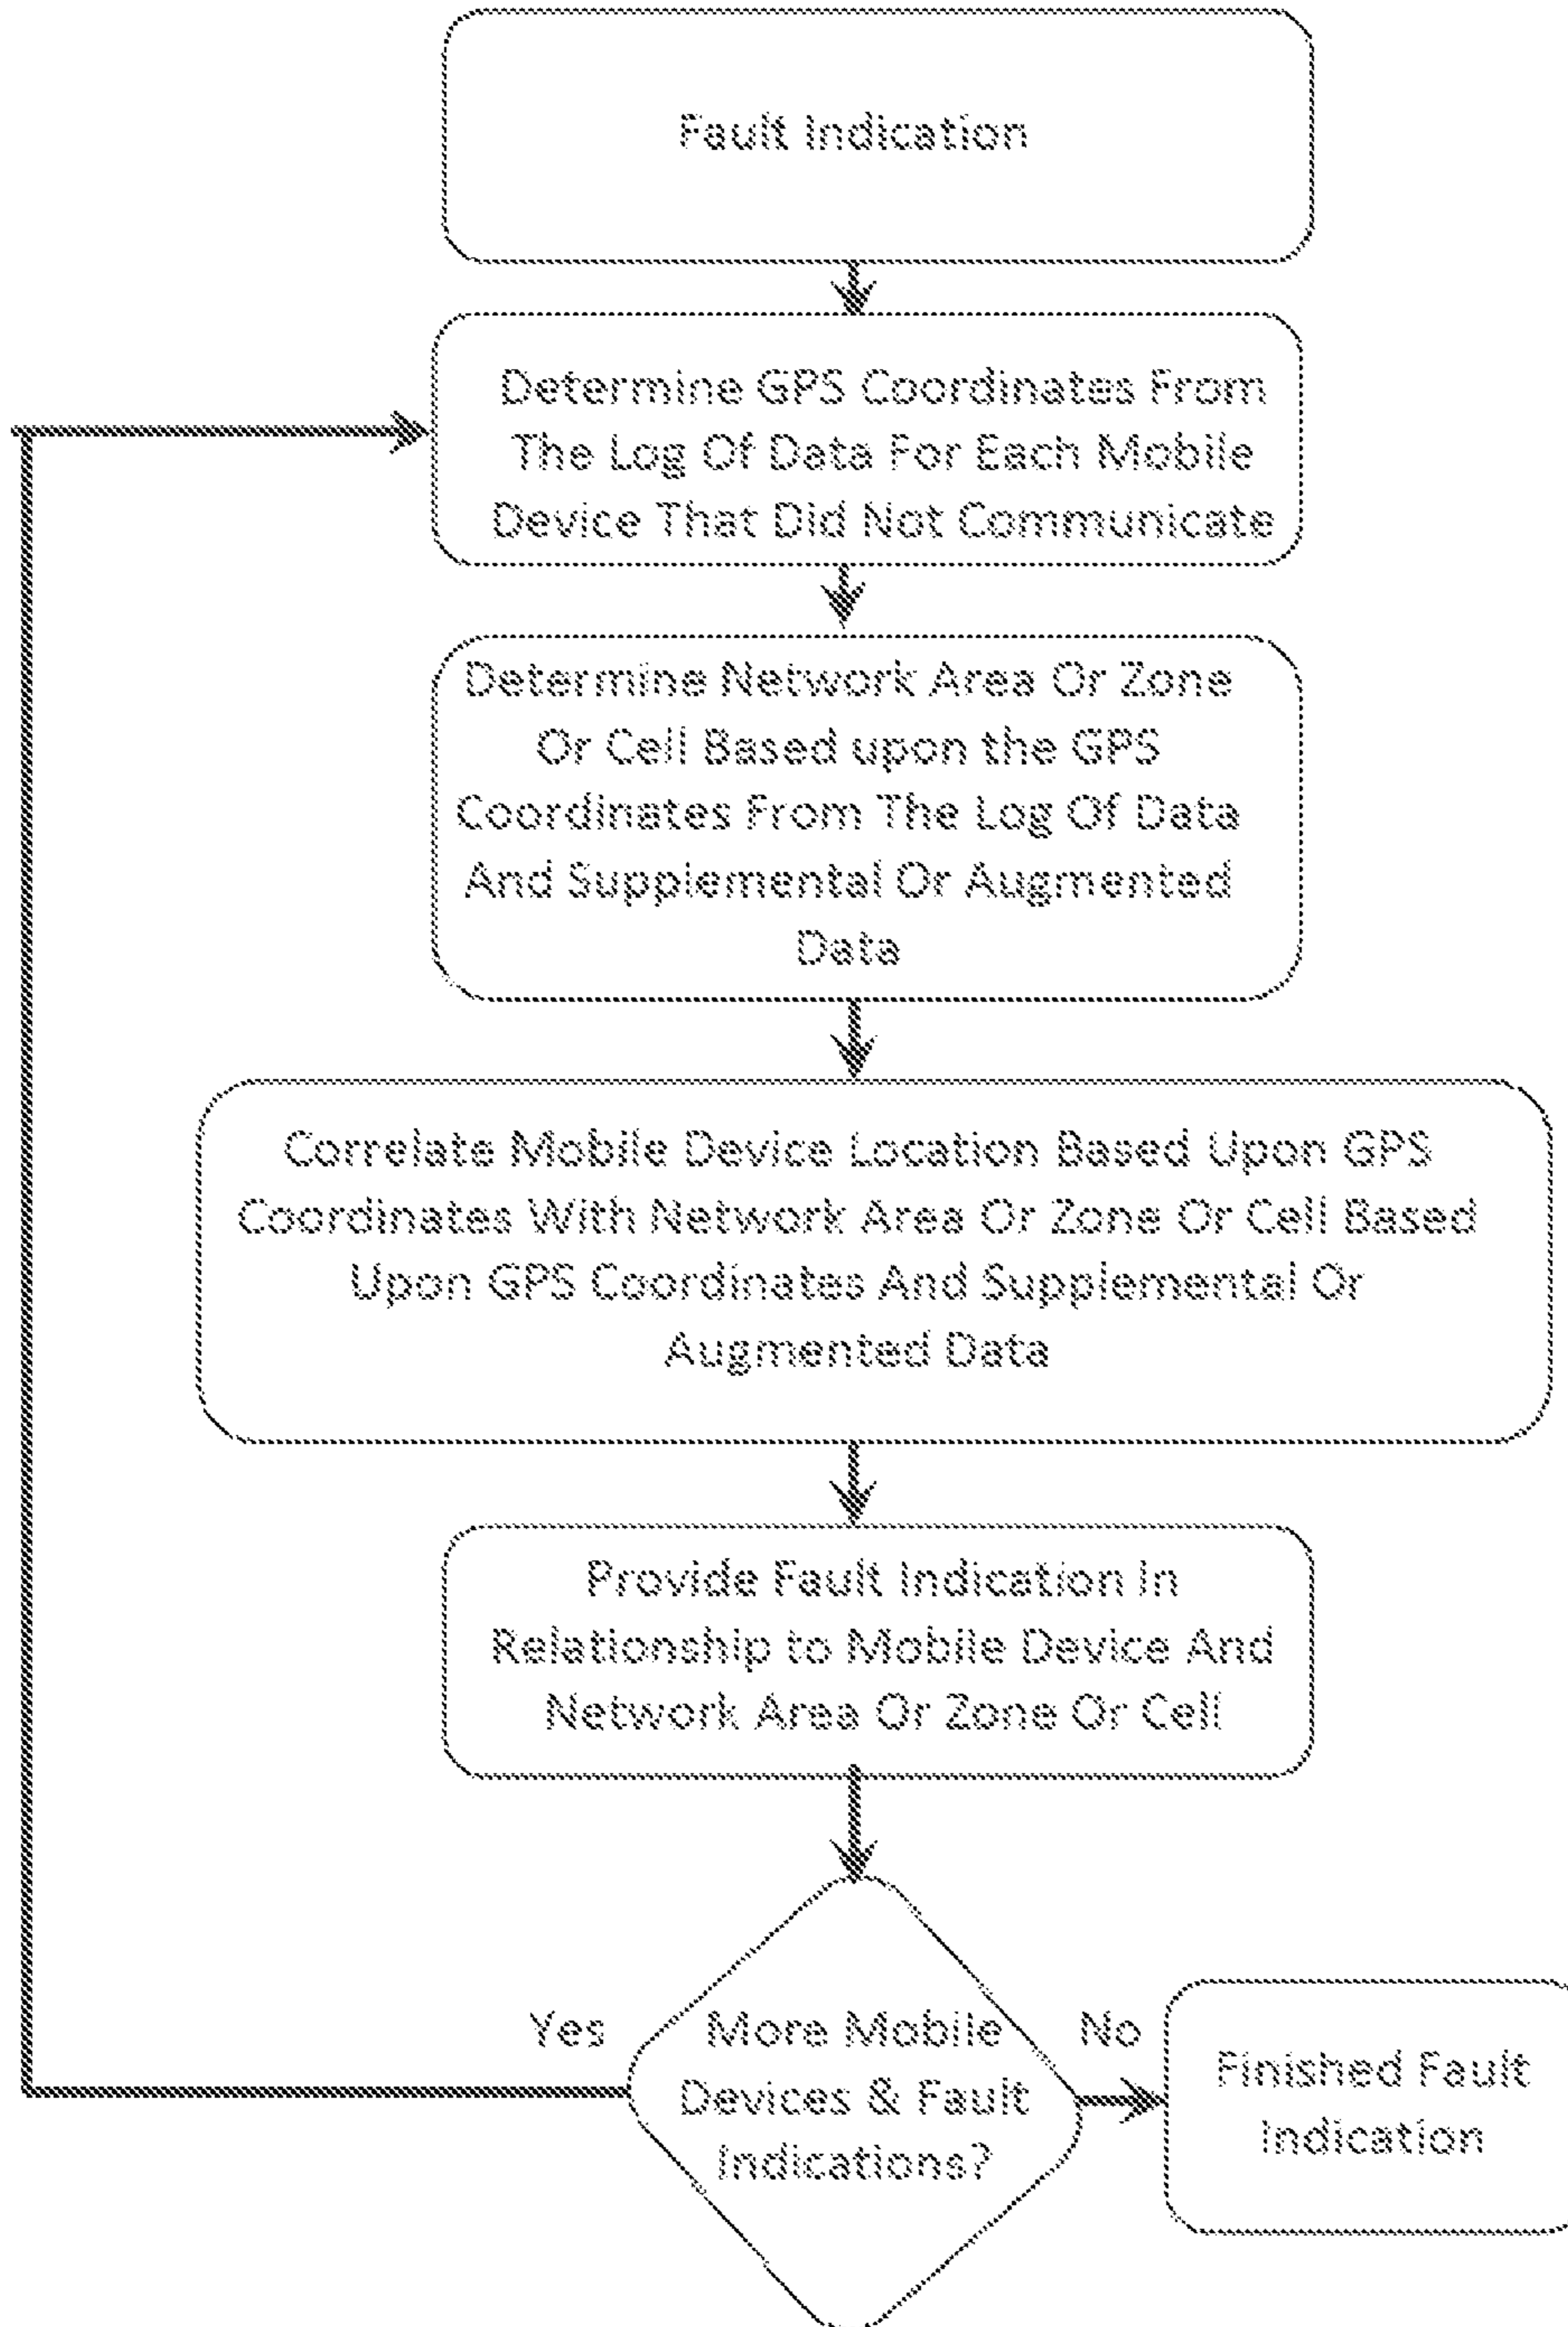 Fault Indication
Determine GPS Coordinates From
The Log Of Data For Each Mobile
Device That Did Not Communicate
Determine Network Area Or Zone
Or Cell Based upon the GPS
Coordinates From The Log Of Data
And Supplemental Or Augmented
Data
Correlate Mobile Device Location Based Upon GPS
Coordinates With Network Area Or Zone Or Cell Based
Upon GPS Coordinates And Supplemental Or
Augmented Data
Provide Fault Indication In
Relationship to Mobile Device And
Network Area Or Zone Or Cell
Yes
More Mobile
Devices & Fault
Indications?
No
Finished Fault
Indication